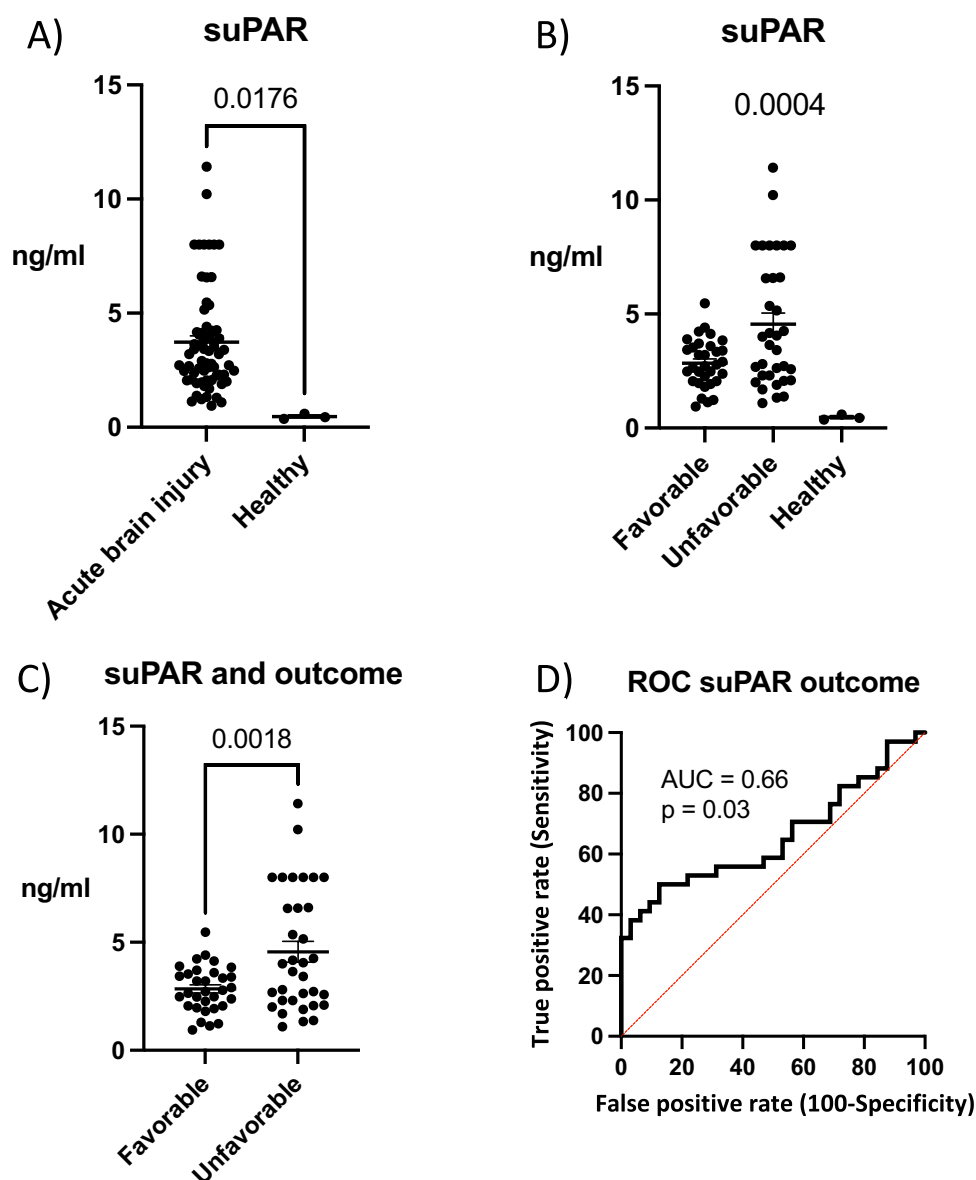 A)
suPAR
15
10
5
0
ng/ml
0.0176
Acute brain injury
Healthy
B)
suPAR
15
10
5
0
ng/ml
0.0004
Favorable
Unfavorable
Healthy
C)
suPAR and outcome
15
10
5
0
ng/ml
0.0018
Favorable
Unfavorable
D)
ROC suPAR outcome
True positive rate (Sensitivity)
100
80
60
40
20
0
AUC = 0.66
p = 0.03
0 20 40 60 80 100
False positive rate (100-Specificity)